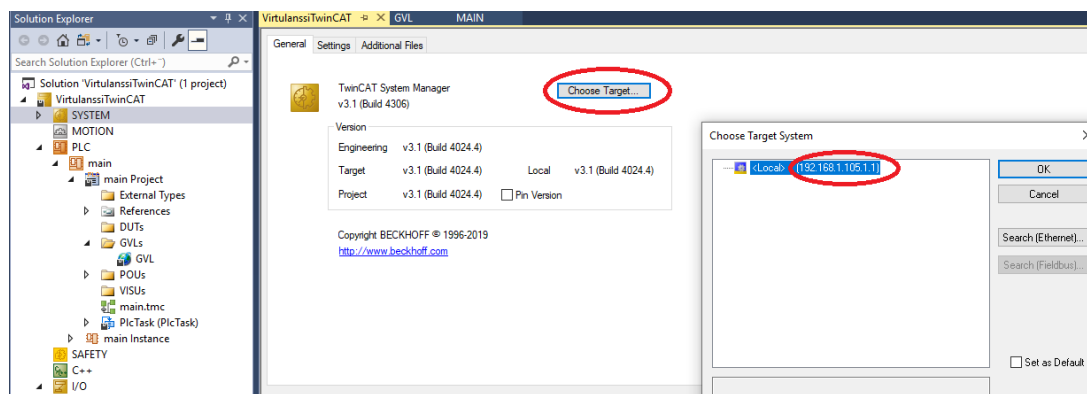 Solution Explorer
Search Solution Explorer (Ctrl+¨)
Solution 'VirtulanssiTwinCAT' (1 project)
VirtulanssiTwinCAT
SYSTEM
MOTION
PLC
main
main Project
External Types
References
DUTs
GVLs
GVL
POUs
VISUs
main.tmc
PlcTask (PlcTask)
main Instance
SAFETY
C++
I/O
VirtulanssiTwinCAT GVL MAIN
General Settings Additional Files
TwinCAT System Manager
v3.1 (Build 4306)
Choose Target...
Version
Engineering v3.1 (Build 4024.4)
Target v3.1 (Build 4024.4) Local v3.1 (Build 4024.4)
Project v3.1 (Build 4024.4) Pin Version
Copyright BECKHOFF © 1996-2019
http://www.beckhoff.com
Choose Target System
<Local> (192.168.1.105.1.1)
OK
Cancel
Search (Ethernet)...
Search (Fieldbus)...
Set as Default